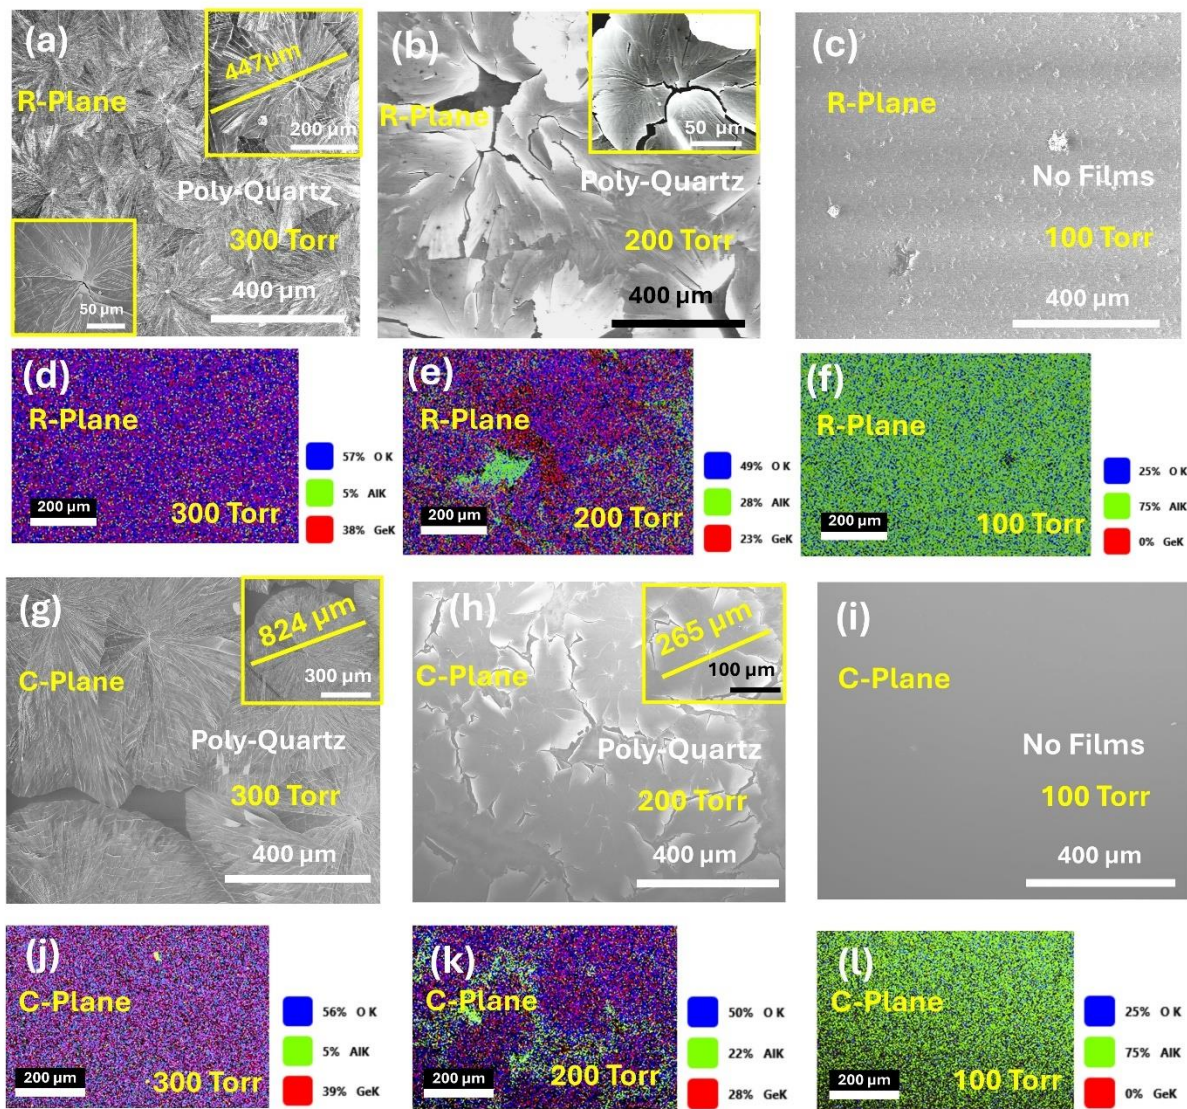 (a)
R-Plane
447μm
200 μm
Poly-Quartz
300 Torr
50 μm
400 μm
(b)
R-Plane
50 μm
Poly-Quartz
200 Torr
400 μm
(c)
R-Plane
No Films
100 Torr
400 μm
(d)
R-Plane
200 μm
300 Torr
57% O K
5% AlK
38% GeK
(e)
R-Plane
200 μm
200 Torr
49% O K
28% AlK
23% GeK
(f)
R-Plane
200 μm
100 Torr
25% O K
75% AlK
0% GeK
(g)
C-Plane
824 μm
300 μm
Poly-Quartz
300 Torr
400 μm
(h)
C-Plane
265 μm
100 μm
Poly-Quartz
200 Torr
400 μm
(i)
C-Plane
No Films
100 Torr
400 μm
(j)
C-Plane
200 μm
300 Torr
56% O K
5% AlK
39% GeK
(k)
C-Plane
200 μm
200 Torr
50% O K
22% AlK
28% GeK
(l)
C-Plane
200 μm
100 Torr
25% O K
75% AlK
0% GeK